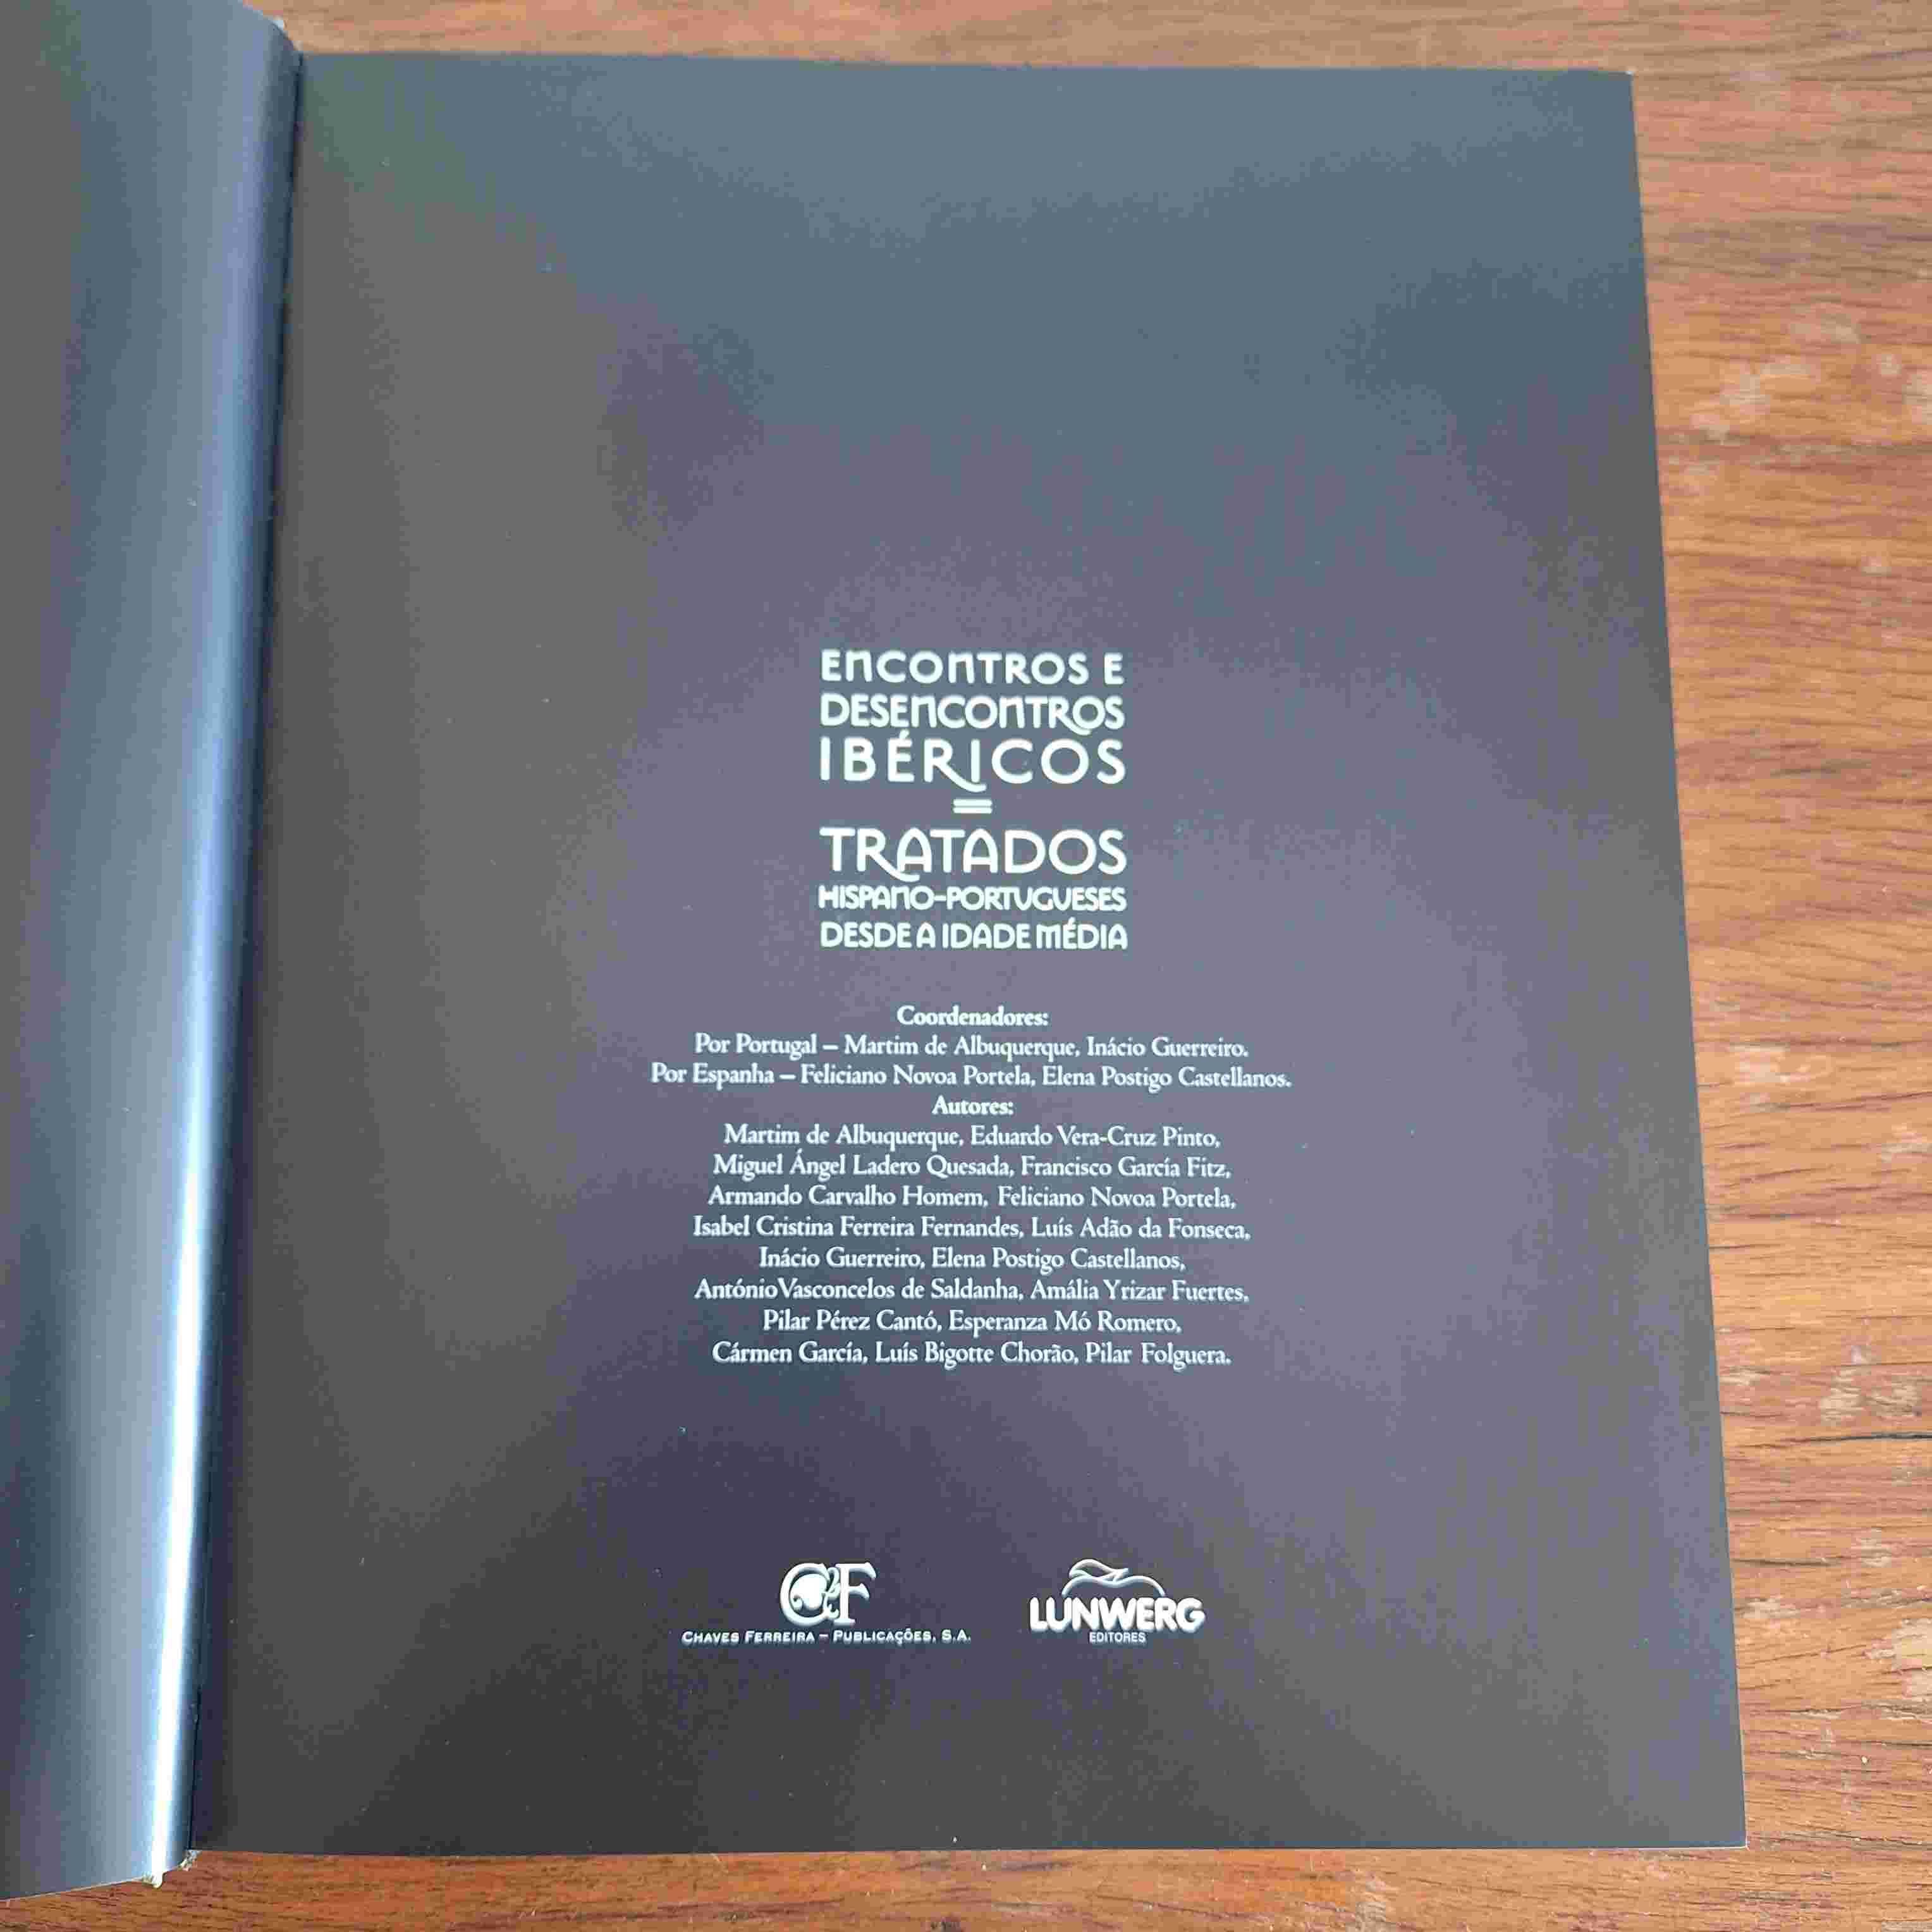 ENCONTROS E
DESENCONTROS
IBÉRICOS
=
TRATADOS
HISPANO-PORTUGUESES
DESDE A IDADE MÉDIA
Coordenadores:
Por Portugal – Martim de Albuquerque, Inácio Guerreiro.
Por Espanha – Feliciano Novoa Portela, Elena Postigo Castellanos.
Autores:
Martim de Albuquerque, Eduardo Vera-Cruz Pinto,
Miguel Ángel Ladero Quesada, Francisco García Fitz,
Armando Carvalho Homem, Feliciano Novoa Portela,
Isabel Cristina Ferreira Fernandes, Luís Adão da Fonseca,
Inácio Guerreiro, Elena Postigo Castellanos,
António Vasconcelos de Saldanha, Amália Yrizar Fuertes,
Pilar Pérez Cantó, Esperanza Mó Romero,
Cármen García, Luís Bigotte Chorão, Pilar Folguera.
CF
CHAVES FERREIRA – PUBLICAÇÕES, S.A.
LUNWERG
EDITORES